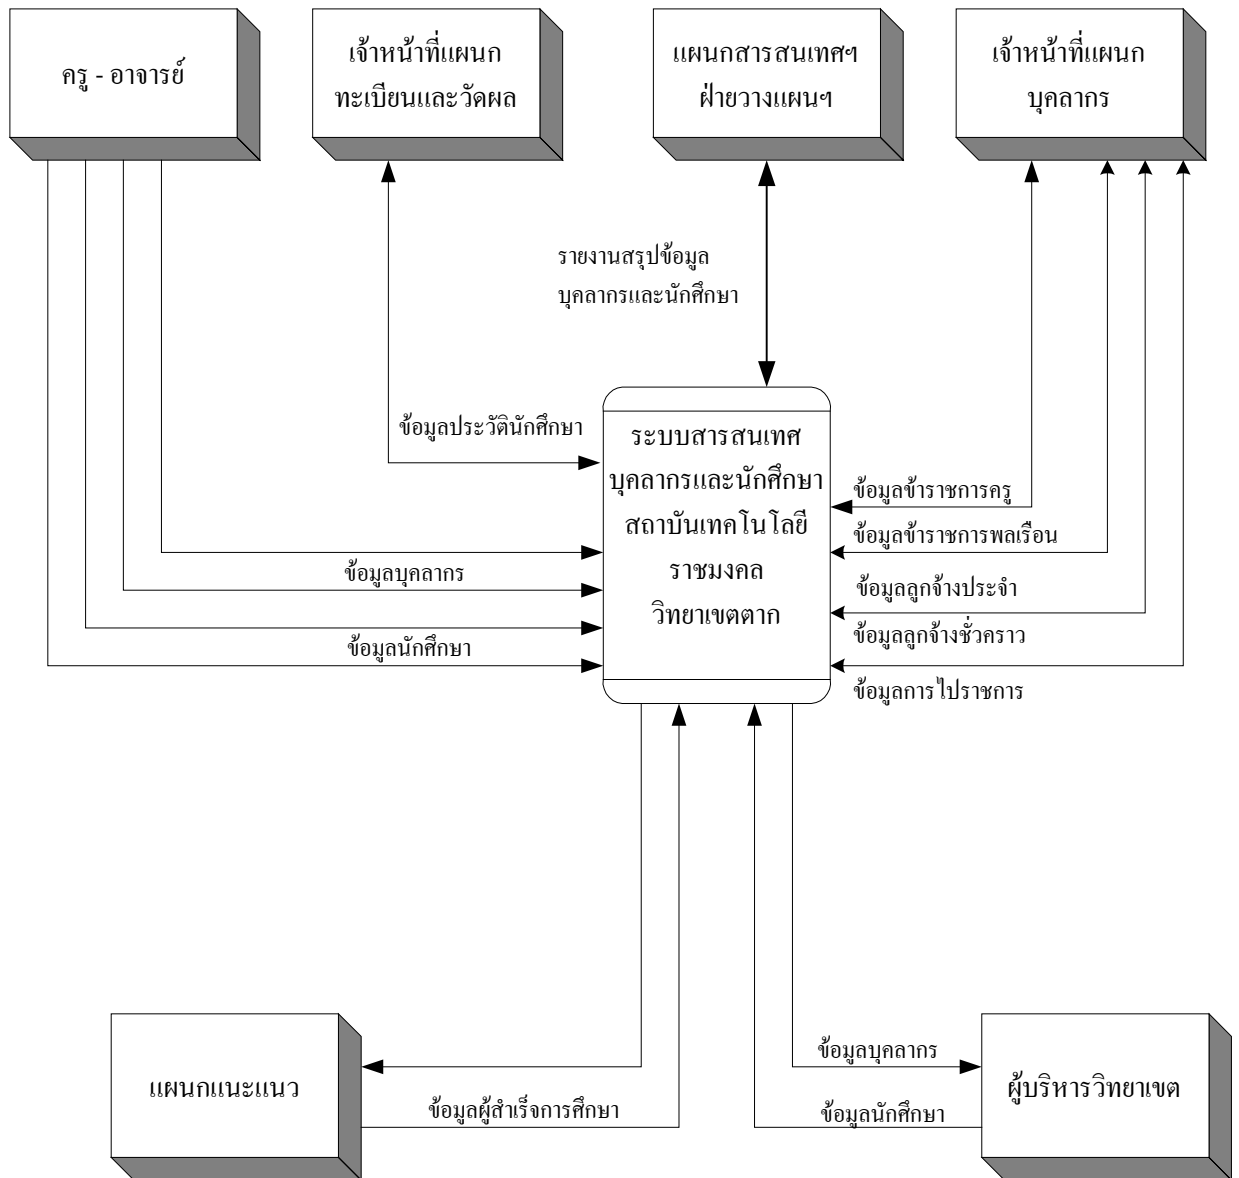 ครู - อาจารย์
เจ้าหน้าที่แผนก
ทะเบียนและวัดผล
แผนกสารสนเทศฯ
ฝ่ายวางแผนฯ
เจ้าหน้าที่แผนก
บุคลากร
รายงานสรุปข้อมูล
บุคลากรและนักศึกษา
ข้อมูลประวัตินักศึกษา
ระบบสารสนเทศ
บุคลากรและนักศึกษา
สถาบันเทคโนโลยี
ราชมงคล
วิทยาเขตตาก
ข้อมูลข้าราชการครู
ข้อมูลข้าราชการพลเรือน
ข้อมูลลูกจ้างประจำ
ข้อมูลลูกจ้างชั่วคราว
ข้อมูลการไปราชการ
ข้อมูลบุคลากร
ข้อมูลนักศึกษา
แผนกแนะแนว
ข้อมูลผู้สำเร็จการศึกษา
ข้อมูลบุคลากร
ข้อมูลนักศึกษา
ผู้บริหารวิทยาเขต